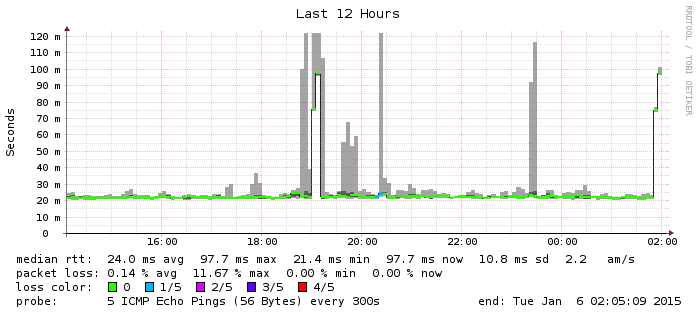 Last 12 Hours
RRDTOOL / TOBI OETIKER
Seconds
120 m
110 m
100 m
90 m
80 m
70 m
60 m
50 m
40 m
30 m
20 m
10 m
0
16:00 18:00 20:00 22:00 00:00 02:00
median rtt: 24.0 ms avg 97.7 ms max 21.4 ms min 97.7 ms now 10.8 ms sd 2.2 am/s
packet loss: 0.14 % avg 11.67 % max 0.00 % min 0.00 % now
loss color: 0 1/5 2/5 3/5 4/5
probe: 5 ICMP Echo Pings (56 Bytes) every 300s end: Tue Jan 6 02:05:09 2015